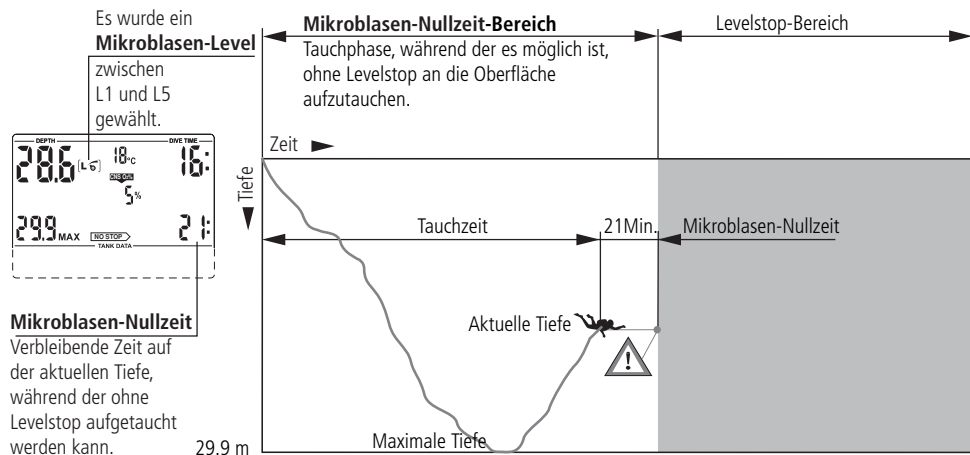 Es wurde ein
Mikroblasen-Level
zwischen
L1 und L5
gewählt.
Mikroblasen-Nullzeit-Bereich
Tauchphase, während der es möglich ist,
ohne Levelstop an die Oberfläche
aufzutauchen.
Levelstop-Bereich
DEPTH
DIVE TIME
28.6
18°C
16:
CNS O2%
5%
29.9 MAX
NO STOP
21:
TANK DATA
Zeit
Tiefe
Tauchzeit
21Min.
Mikroblasen-Nullzeit
Aktuelle Tiefe
Maximale Tiefe
29.9 m
Mikroblasen-Nullzeit
Verbleibende Zeit auf
der aktuellen Tiefe,
während der ohne
Levelstop aufgetaucht
werden kann.